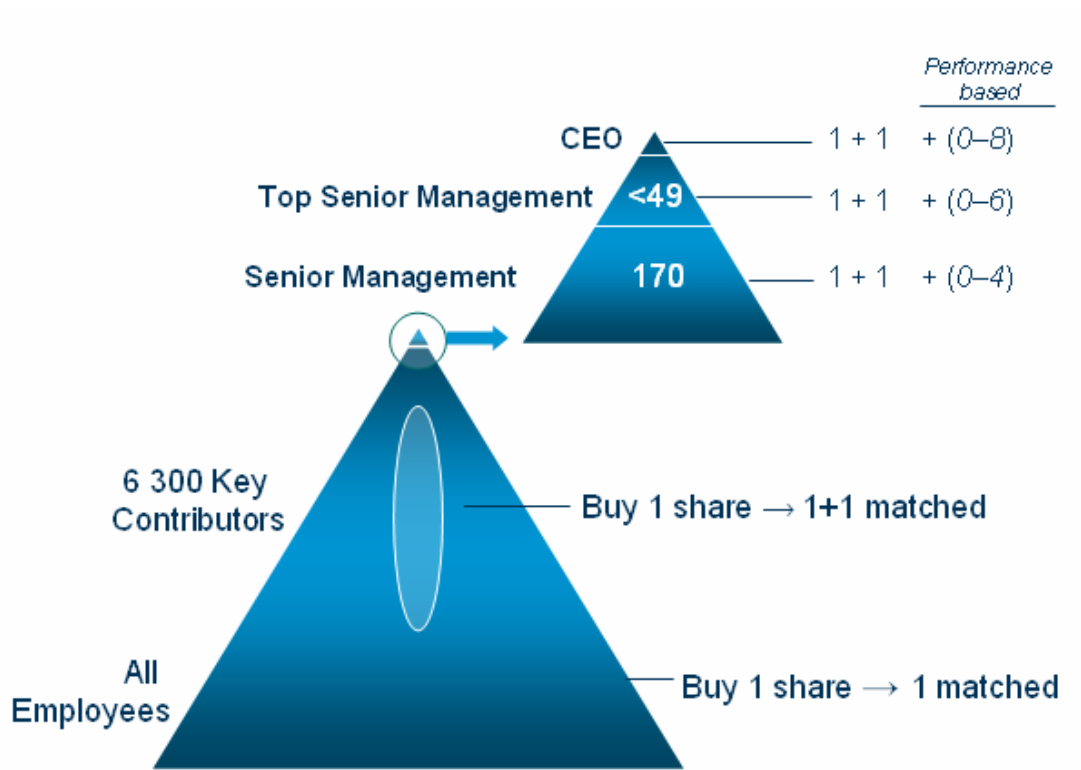 Performance
based
CEO 1 + 1 + (0–8)
Top Senior Management <49 1 + 1 + (0–6)
Senior Management 170 1 + 1 + (0–4)
6 300 Key
Contributors
Buy 1 share → 1+1 matched
All
Employees
Buy 1 share → 1 matched